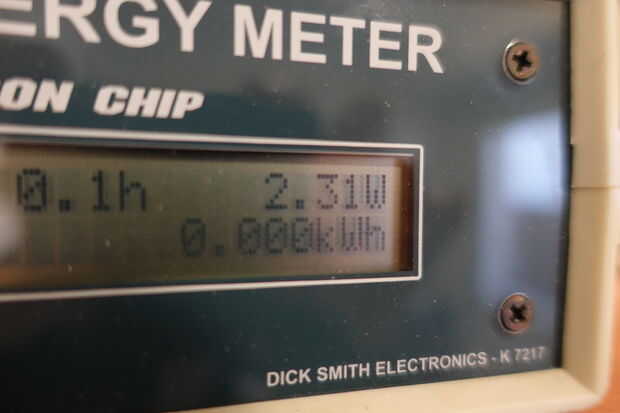 ERGY METER
ON CHIP
0.1h 2.31W
0.000kWh
DICK SMITH ELECTRONICS - K 7217